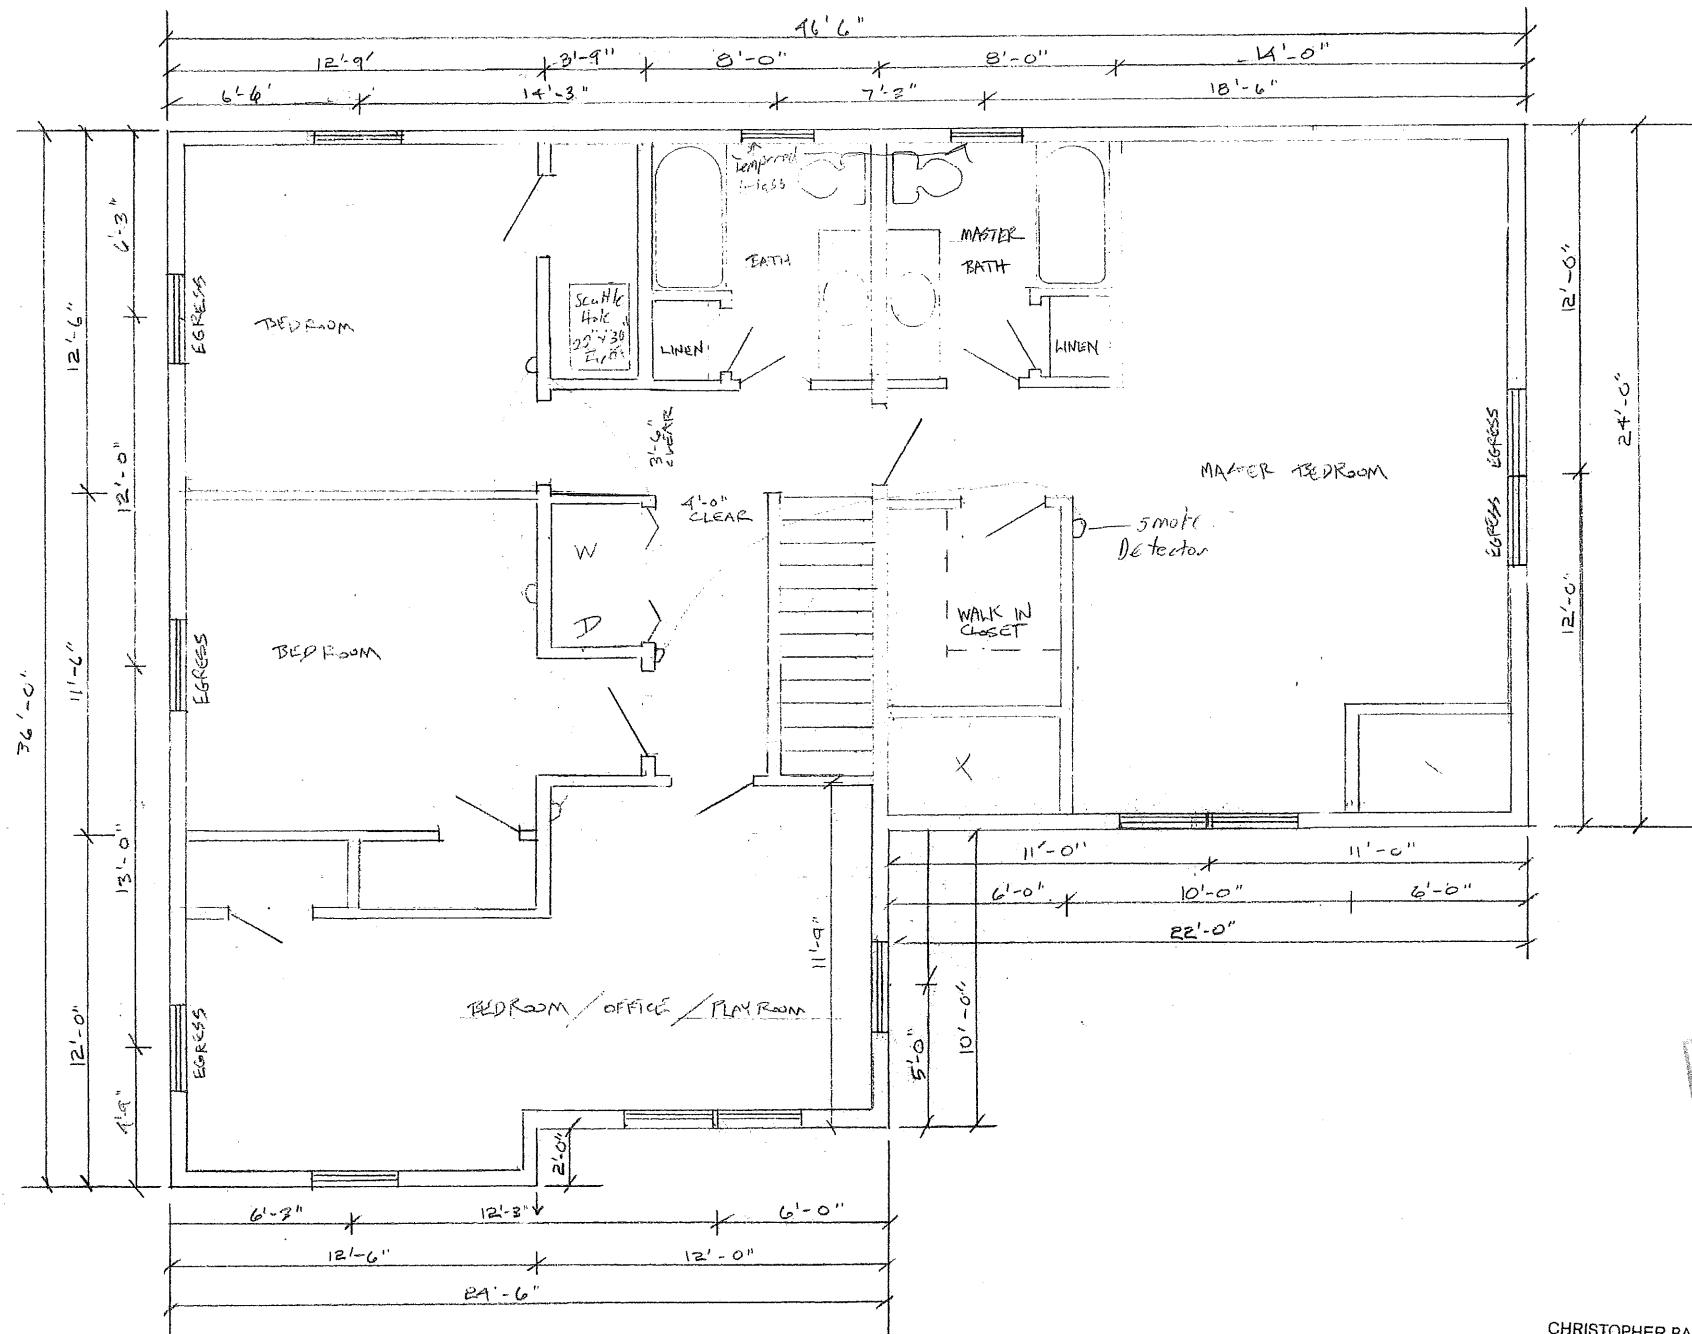 46'6"
12'-9'
3'-9"
8'-0"
8'-0"
14'-0"
14'-3"
7'-3"
18'-6"
Tempered
Glass
6'-3"
12'-0"
MASTER
BATH
BATH
EGRESS
BEDROOM
Scuttle
Hole
LINEN
LINEN
12'-6"
24'-0"
EGRESS
3'-6"
CLEAR
MASTER BEDROOM
12'-0"
4'-0"
CLEAR
EGRESS
smoke
Detector
W
D
WALK IN
CLOSET
12'-0"
BEDROOM
EGRESS
11'-6"
36'-0"
X
13'-0"
11'-0"
11'-0"
6'-0"
10'-0"
6'-0"
22'-0"
11'-9"
BEDROOM / OFFICE / PLAYROOM
EGRESS
12'-0"
5'-0"
10'-0"
4'-9"
2'-0"
6'-3"
12'-3"
6'-0"
12'-6"
12'-0"
24'-6"
CHRISTOPHER PA